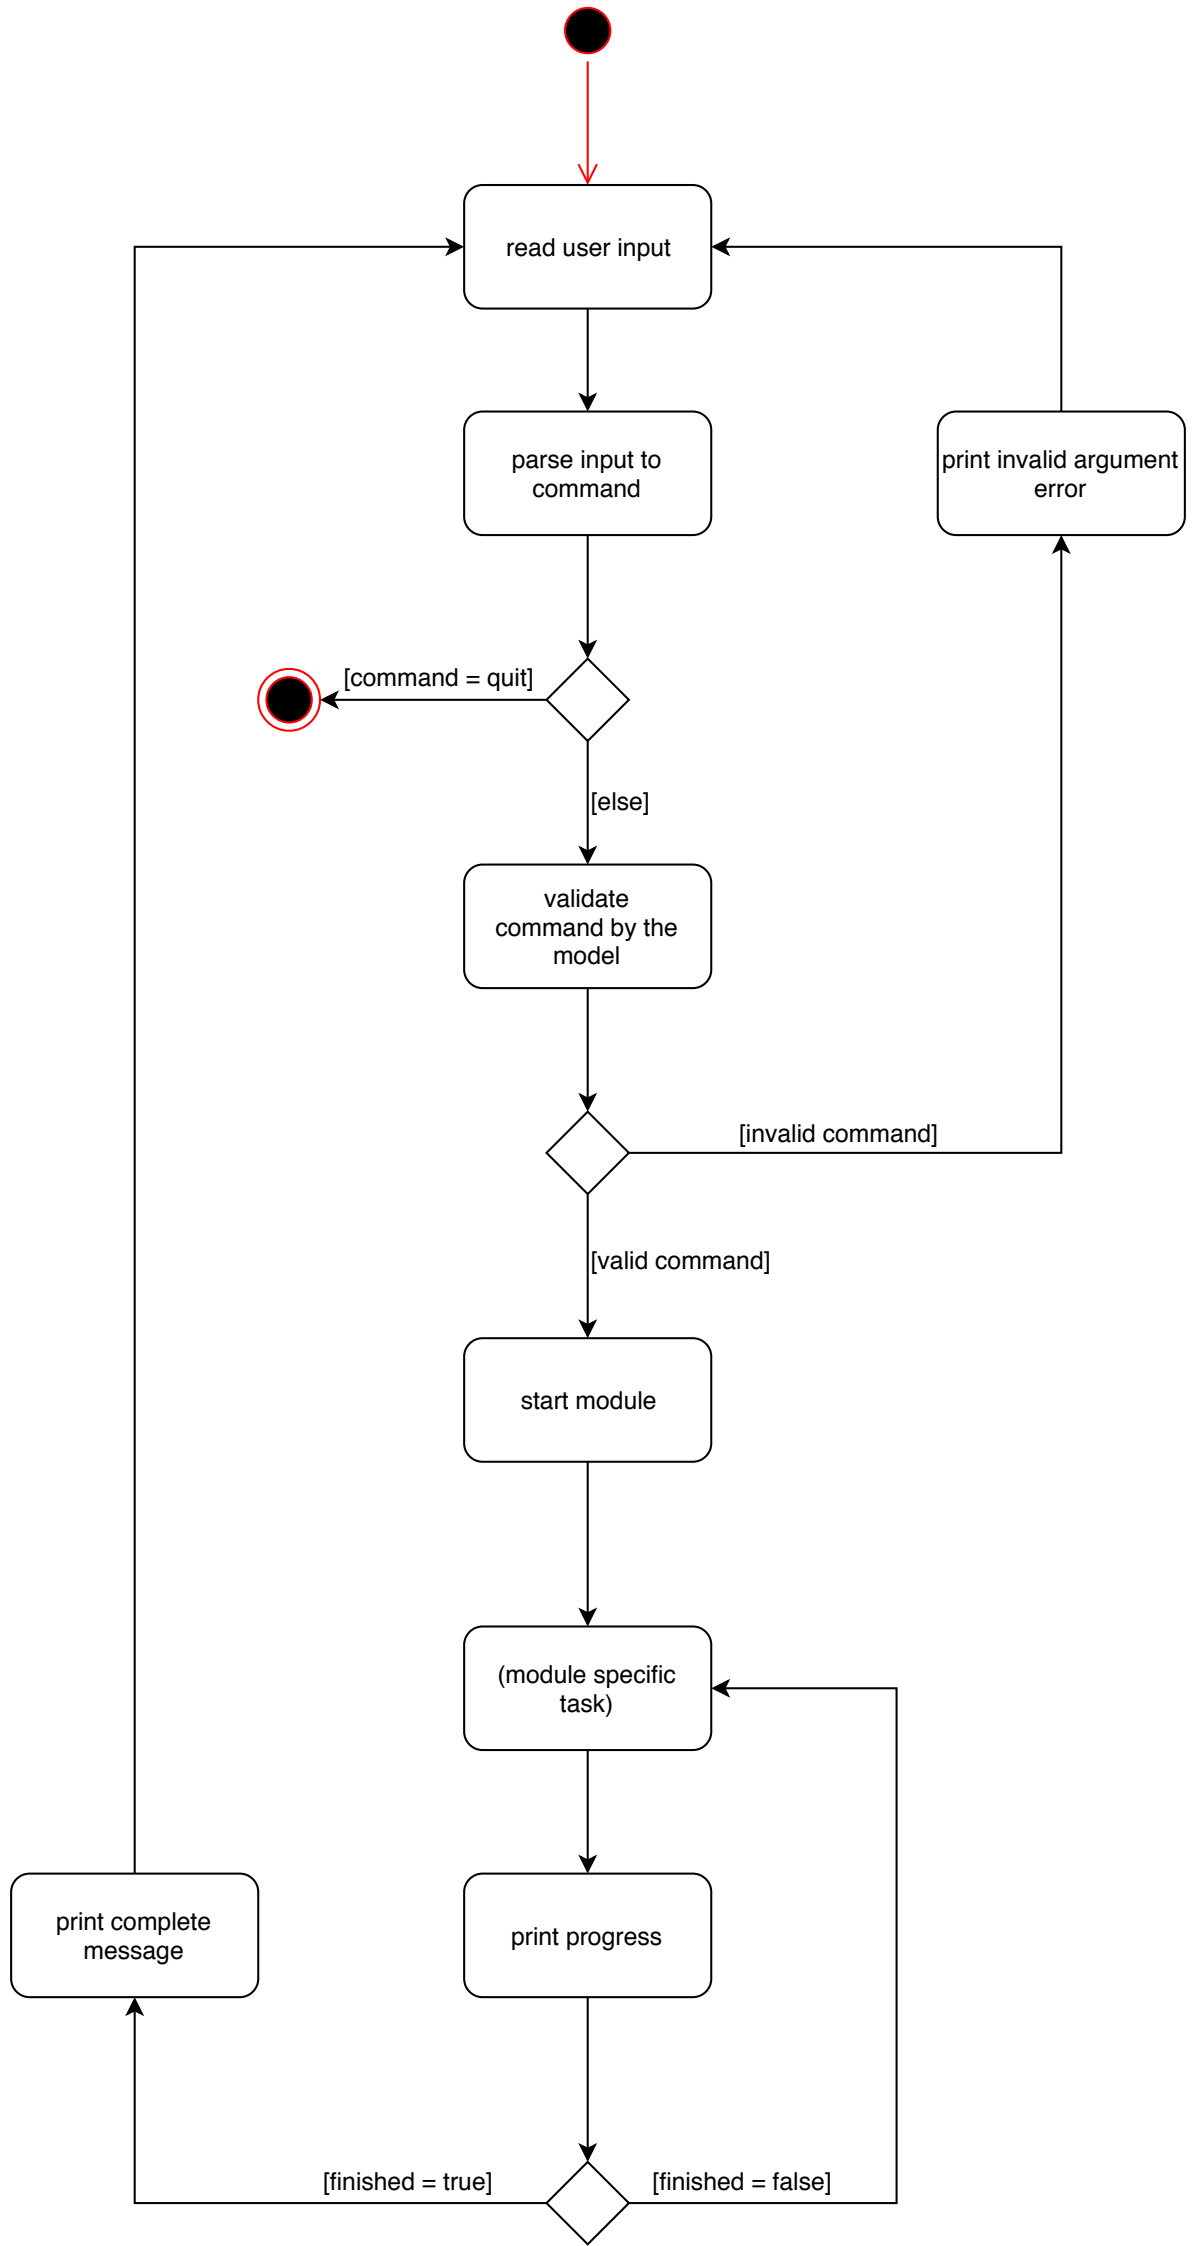 read user input
parse input to
command
print invalid argument
error
[command = quit]
[else]
validate
command by the
model
[invalid command]
[valid command]
start module
(module specific
task)
print complete
message
print progress
[finished = true]
[finished = false]